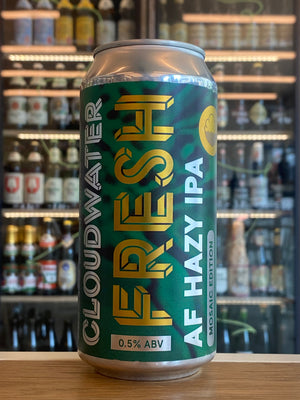 CLOUDWATER
FRESH
AF HAZY IPA
MOSAIC EDITION
0.5% ABV